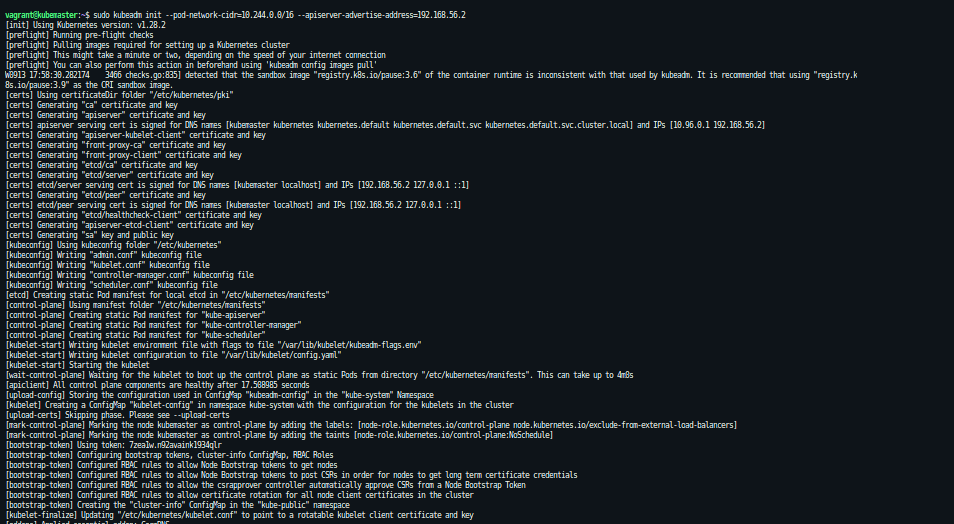 vagrant@kubemaster:~$ sudo kubeadm init --pod-network-cidr=10.244.0.0/16 --apiserver-advertise-address=192.168.56.2
[init] Using Kubernetes version: v1.28.2
[preflight] Running pre-flight checks
[preflight] Pulling images required for setting up a Kubernetes cluster
[preflight] This might take a minute or two, depending on the speed of your internet connection
[preflight] You can also perform this action in beforehand using 'kubeadm config images pull'
W0913 17:58:30.282174    3466 checks.go:835] detected that the sandbox image "registry.k8s.io/pause:3.6" of the container runtime is inconsistent with that used by kubeadm. It is recommended that using "registry.k
8s.io/pause:3.9" as the CRI sandbox image.
[certs] Using certificateDir folder "/etc/kubernetes/pki"
[certs] Generating "ca" certificate and key
[certs] Generating "apiserver" certificate and key
[certs] apiserver serving cert is signed for DNS names [kubemaster kubernetes kubernetes.default kubernetes.default.svc kubernetes.default.svc.cluster.local] and IPs [10.96.0.1 192.168.56.2]
[certs] Generating "apiserver-kubelet-client" certificate and key
[certs] Generating "front-proxy-ca" certificate and key
[certs] Generating "front-proxy-client" certificate and key
[certs] Generating "etcd/ca" certificate and key
[certs] Generating "etcd/server" certificate and key
[certs] etcd/server serving cert is signed for DNS names [kubemaster localhost] and IPs [192.168.56.2 127.0.0.1 ::1]
[certs] Generating "etcd/peer" certificate and key
[certs] etcd/peer serving cert is signed for DNS names [kubemaster localhost] and IPs [192.168.56.2 127.0.0.1 ::1]
[certs] Generating "etcd/healthcheck-client" certificate and key
[certs] Generating "apiserver-etcd-client" certificate and key
[certs] Generating "sa" key and public key
[kubeconfig] Using kubeconfig folder "/etc/kubernetes"
[kubeconfig] Writing "admin.conf" kubeconfig file
[kubeconfig] Writing "kubelet.conf" kubeconfig file
[kubeconfig] Writing "controller-manager.conf" kubeconfig file
[kubeconfig] Writing "scheduler.conf" kubeconfig file
[etcd] Creating static Pod manifest for local etcd in "/etc/kubernetes/manifests"
[control-plane] Using manifest folder "/etc/kubernetes/manifests"
[control-plane] Creating static Pod manifest for "kube-apiserver"
[control-plane] Creating static Pod manifest for "kube-controller-manager"
[control-plane] Creating static Pod manifest for "kube-scheduler"
[kubelet-start] Writing kubelet environment file with flags to file "/var/lib/kubelet/kubeadm-flags.env"
[kubelet-start] Writing kubelet configuration to file "/var/lib/kubelet/config.yaml"
[kubelet-start] Starting the kubelet
[wait-control-plane] Waiting for the kubelet to boot up the control plane as static Pods from directory "/etc/kubernetes/manifests". This can take up to 4m0s
[apiclient] All control plane components are healthy after 17.508985 seconds
[upload-config] Storing the configuration used in ConfigMap "kubeadm-config" in the "kube-system" Namespace
[kubelet] Creating a ConfigMap "kubelet-config" in namespace kube-system with the configuration for the kubelets in the cluster
[upload-certs] Skipping phase. Please see --upload-certs
[mark-control-plane] Marking the node kubemaster as control-plane by adding the labels: [node-role.kubernetes.io/control-plane node.kubernetes.io/exclude-from-external-load-balancers]
[mark-control-plane] Marking the node kubemaster as control-plane by adding the taints [node-role.kubernetes.io/control-plane:NoSchedule]
[bootstrap-token] Using token: 7zea1w.n92avaink1934qlr
[bootstrap-token] Configuring bootstrap tokens, cluster-info ConfigMap, RBAC Roles
[bootstrap-token] Configured RBAC rules to allow Node Bootstrap tokens to get nodes
[bootstrap-token] Configured RBAC rules to allow Node Bootstrap tokens to post CSRs in order for nodes to get long term certificate credentials
[bootstrap-token] Configured RBAC rules to allow the csrapprover controller automatically approve CSRs from a Node Bootstrap Token
[bootstrap-token] Configured RBAC rules to allow certificate rotation for all node client certificates in the cluster
[bootstrap-token] Creating the "cluster-info" ConfigMap in the "kube-public" namespace
[kubelet-finalize] Updating "/etc/kubernetes/kubelet.conf" to point to a rotatable kubelet client certificate and key